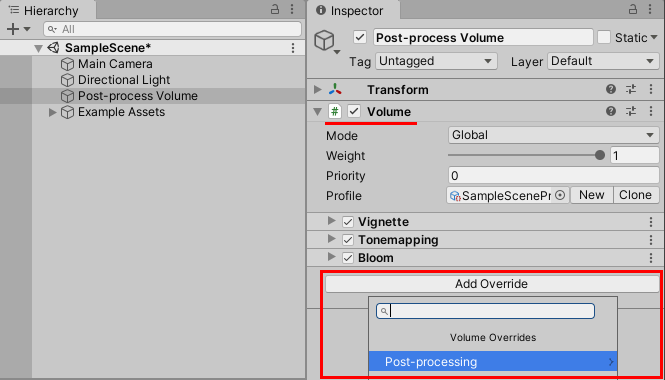 Hierarchy
All
SampleScene*
Main Camera
Directional Light
Post-process Volume
Example Assets
Inspector
Post-process Volume
Static
Tag Untagged Layer Default
Transform
# Volume
Mode Global
Weight 1
Priority 0
Profile SampleScenePr New Clone
Vignette
Tonemapping
Bloom
Add Override
Volume Overrides
Post-processing